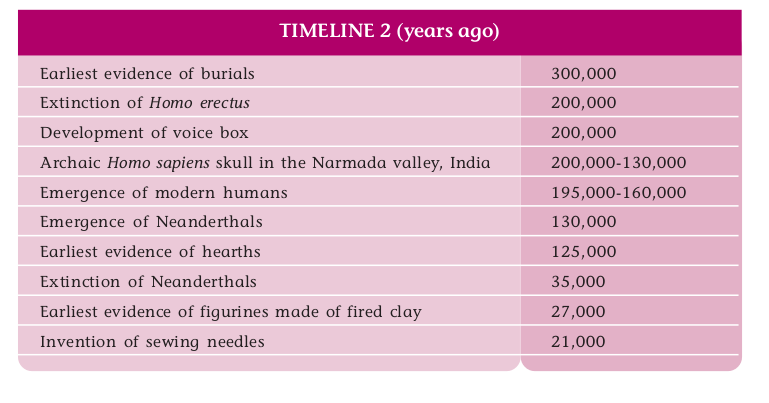 TIMELINE 2 (years ago)
Earliest evidence of burials 300,000
Extinction of Homo erectus 200,000
Development of voice box 200,000
Archaic Homo sapiens skull in the Narmada valley, India 200,000-130,000
Emergence of modern humans 195,000-160,000
Emergence of Neanderthals 130,000
Earliest evidence of hearths 125,000
Extinction of Neanderthals 35,000
Earliest evidence of figurines made of fired clay 27,000
Invention of sewing needles 21,000